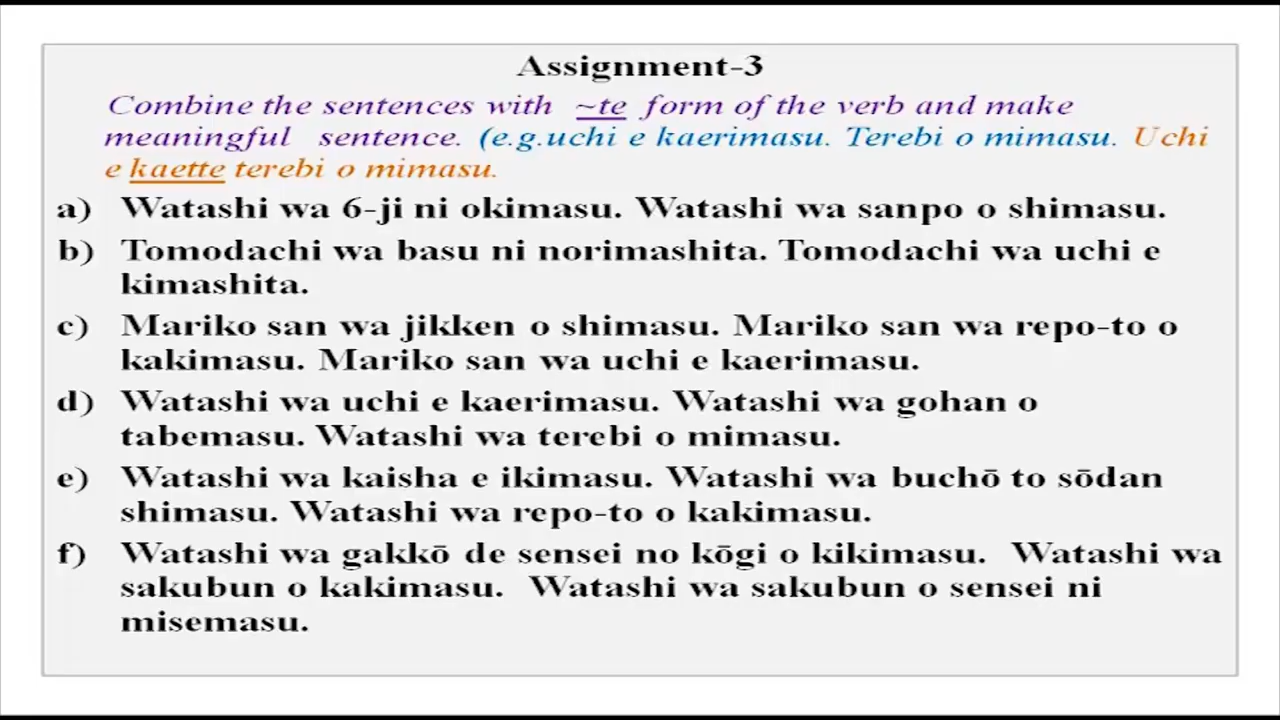 Assignment-3
Combine the sentences with ~te form of the verb and make
meaningful sentence. (e.g.uchi e kaerimasu. Terebi o mimasu. Uchi
e kaette terebi o mimasu.
a) Watashi wa 6-ji ni okimasu. Watashi wa sanpo o shimasu.
b) Tomodachi wa basu ni norimashita. Tomodachi wa uchi e
kimashita.
c) Mariko san wa jikken o shimasu. Mariko san wa repo-to o
kakimasu. Mariko san wa uchi e kaerimasu.
d) Watashi wa uchi e kaerimasu. Watashi wa gohan o
tabemasu. Watashi wa terebi o mimasu.
e) Watashi wa kaisha e ikimasu. Watashi wa buchō to sōdan
shimasu. Watashi wa repo-to o kakimasu.
f) Watashi wa gakkō de sensei no kōgi o kikimasu. Watashi wa
sakubun o kakimasu. Watashi wa sakubun o sensei ni
misemasu.